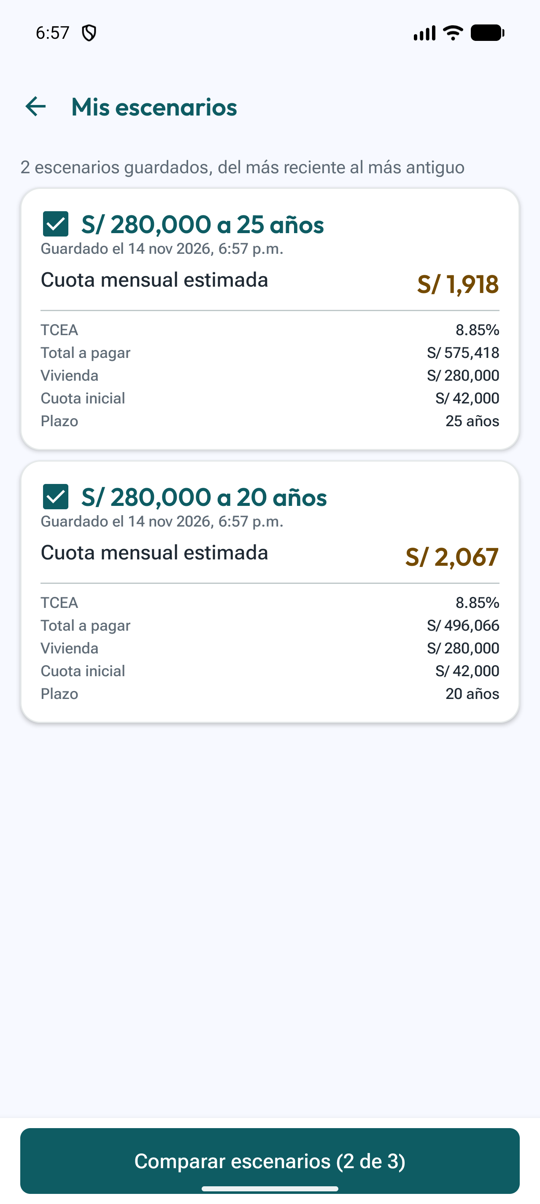 6:57
Mis escenarios
2 escenarios guardados, del más reciente al más antiguo
S/ 280,000 a 25 años
Guardado el 14 nov 2026, 6:57 p.m.
Cuota mensual estimada S/ 1,918
TCEA 8.85%
Total a pagar S/ 575,418
Vivienda S/ 280,000
Cuota inicial S/ 42,000
Plazo 25 años
S/ 280,000 a 20 años
Guardado el 14 nov 2026, 6:57 p.m.
Cuota mensual estimada S/ 2,067
TCEA 8.85%
Total a pagar S/ 496,066
Vivienda S/ 280,000
Cuota inicial S/ 42,000
Plazo 20 años
Comparar escenarios (2 de 3)